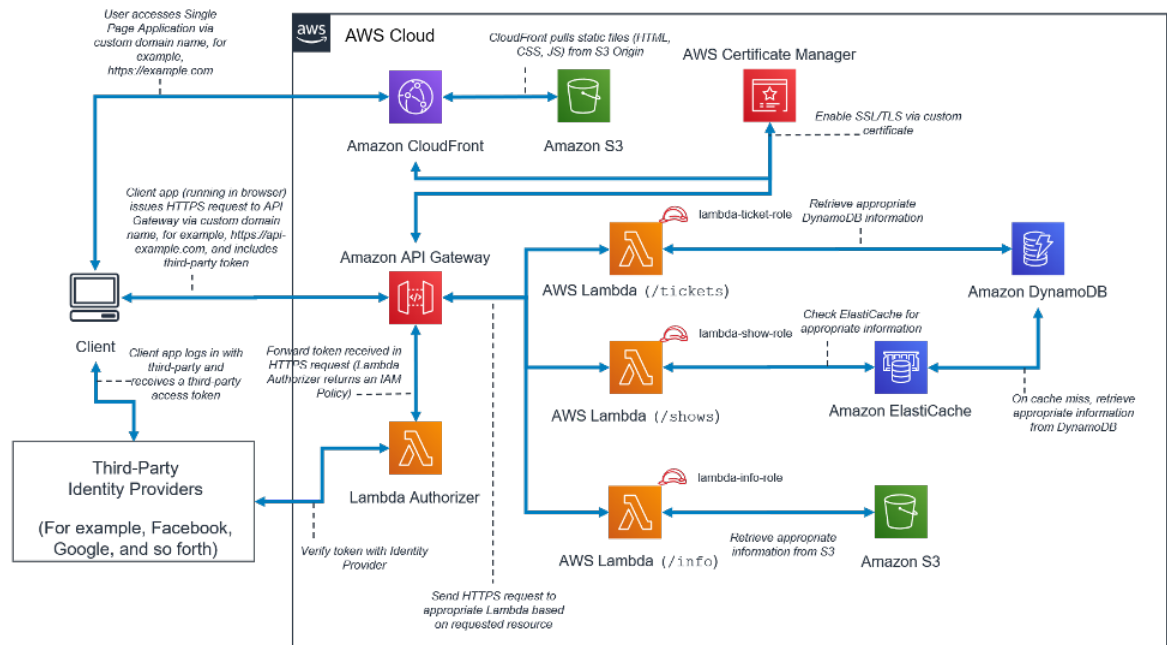 User accesses Single
Page Application via
custom domain name, for
example,
https://example.com
aws
AWS Cloud
CloudFront pulls static files (HTML,
CSS, JS) from S3 Origin
AWS Certificate Manager
Enable SSL/TLS via custom
certificate
Amazon CloudFront
Amazon S3
Client app (running in browser)
issues HTTPS request to API
Gateway via custom domain
name, for example, https://api-
example.com, and includes
third-party token
Retrieve appropriate
DynamoDB information
lambda-ticket-role
Amazon API Gateway
AWS Lambda (/tickets)
Amazon DynamoDB
Client
Check ElastiCache for
appropriate information
lambda-show-role
Client app logs in with
third-party and
receives a third-party
access token
Forward token received in
HTTPS request (Lambda
Authorizer returns an IAM
Policy)
AWS Lambda (/shows)
Amazon ElastiCache
On cache miss, retrieve
appropriate information
from DynamoDB
Third-Party
Identity Providers
(For example, Facebook,
Google, and so forth)
Lambda Authorizer
lambda-info-role
Verify token with Identity
Provider
Retrieve appropriate
information from S3
AWS Lambda (/info)
Amazon S3
Send HTTPS request to
appropriate Lambda based
on requested resource